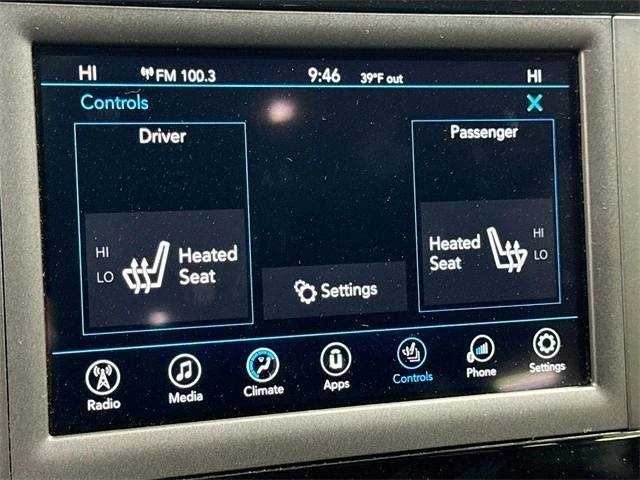 HI FM 100.3 9:46 39°F out HI
Controls
Driver
Passenger
HI
LO
Heated
Seat
Settings
Heated
Seat
HI
LO
Radio Media Climate Apps Controls Phone Settings